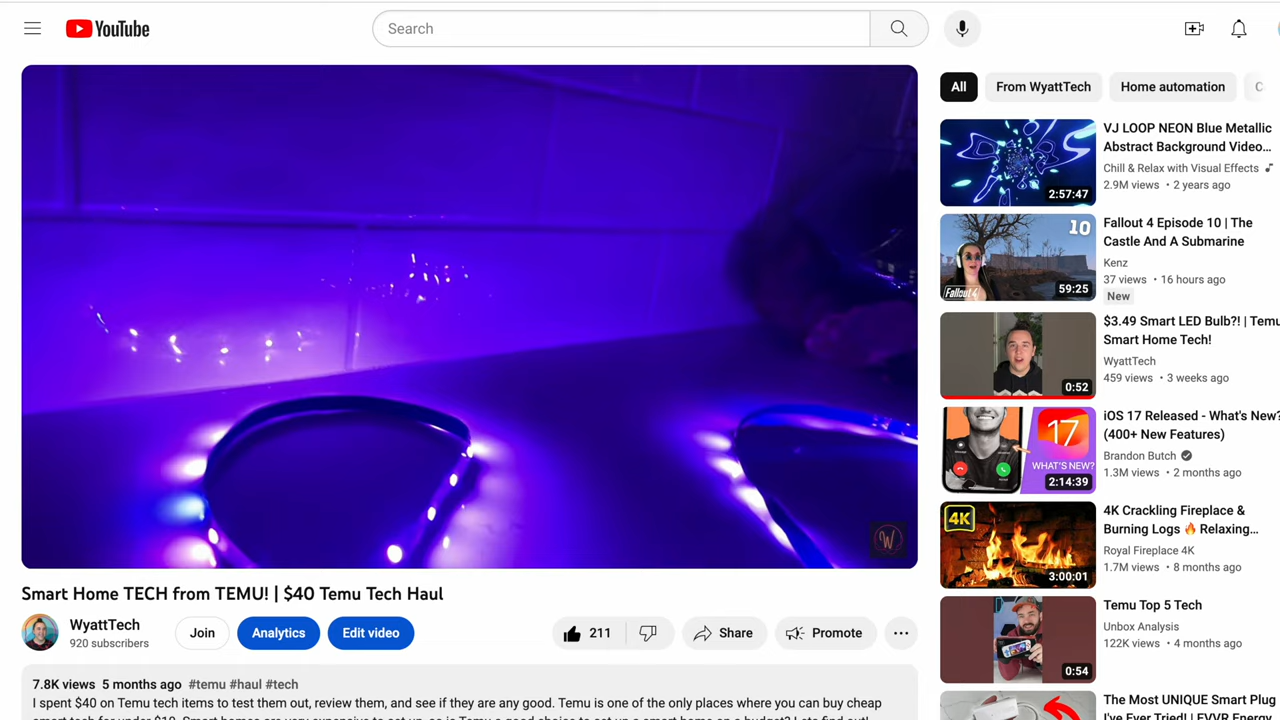 YouTube
Search
All
From WyattTech
Home automation
VJ LOOP NEON Blue Metallic
Abstract Background Video...
Chill & Relax with Visual Effects
2.9M views • 2 years ago
2:57:47
10
Fallout 4
59:25
Fallout 4 Episode 10 | The
Castle And A Submarine
Kenz
37 views • 16 hours ago
New
0:52
$3.49 Smart LED Bulb?! | Temu
Smart Home Tech!
WyattTech
459 views • 3 weeks ago
17
WHAT'S NEW?
2:14:39
iOS 17 Released - What's New?
(400+ New Features)
Brandon Butch
1.3M views • 2 months ago
4K
3:00:01
4K Crackling Fireplace &
Burning Logs 🔥 Relaxing...
Royal Fireplace 4K
1.7M views • 8 months ago
0:54
Temu Top 5 Tech
Unbox Analysis
122K views • 4 months ago
The Most UNIQUE Smart Plug
W
Smart Home TECH from TEMU! | $40 Temu Tech Haul
WyattTech
920 subscribers
Join
Analytics
Edit video
211
Share
Promote
7.8K views 5 months ago #temu #haul #tech
I spent $40 on Temu tech items to test them out, review them, and see if they are any good. Temu is one of the only places where you can buy cheap